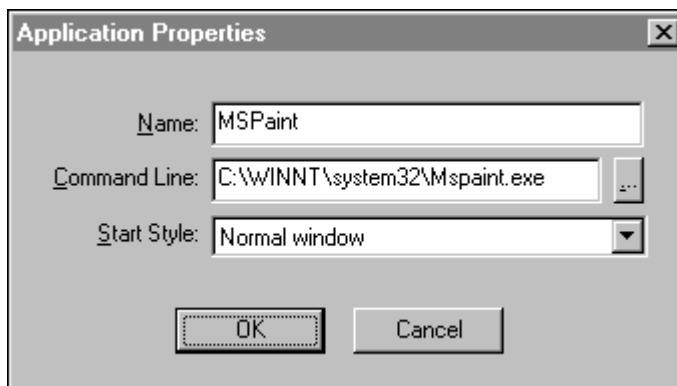 Application Properties
Name: MSPaint
Command Line: C:\WINNT\system32\Mspaint.exe ...
Start Style: Normal window
OK Cancel